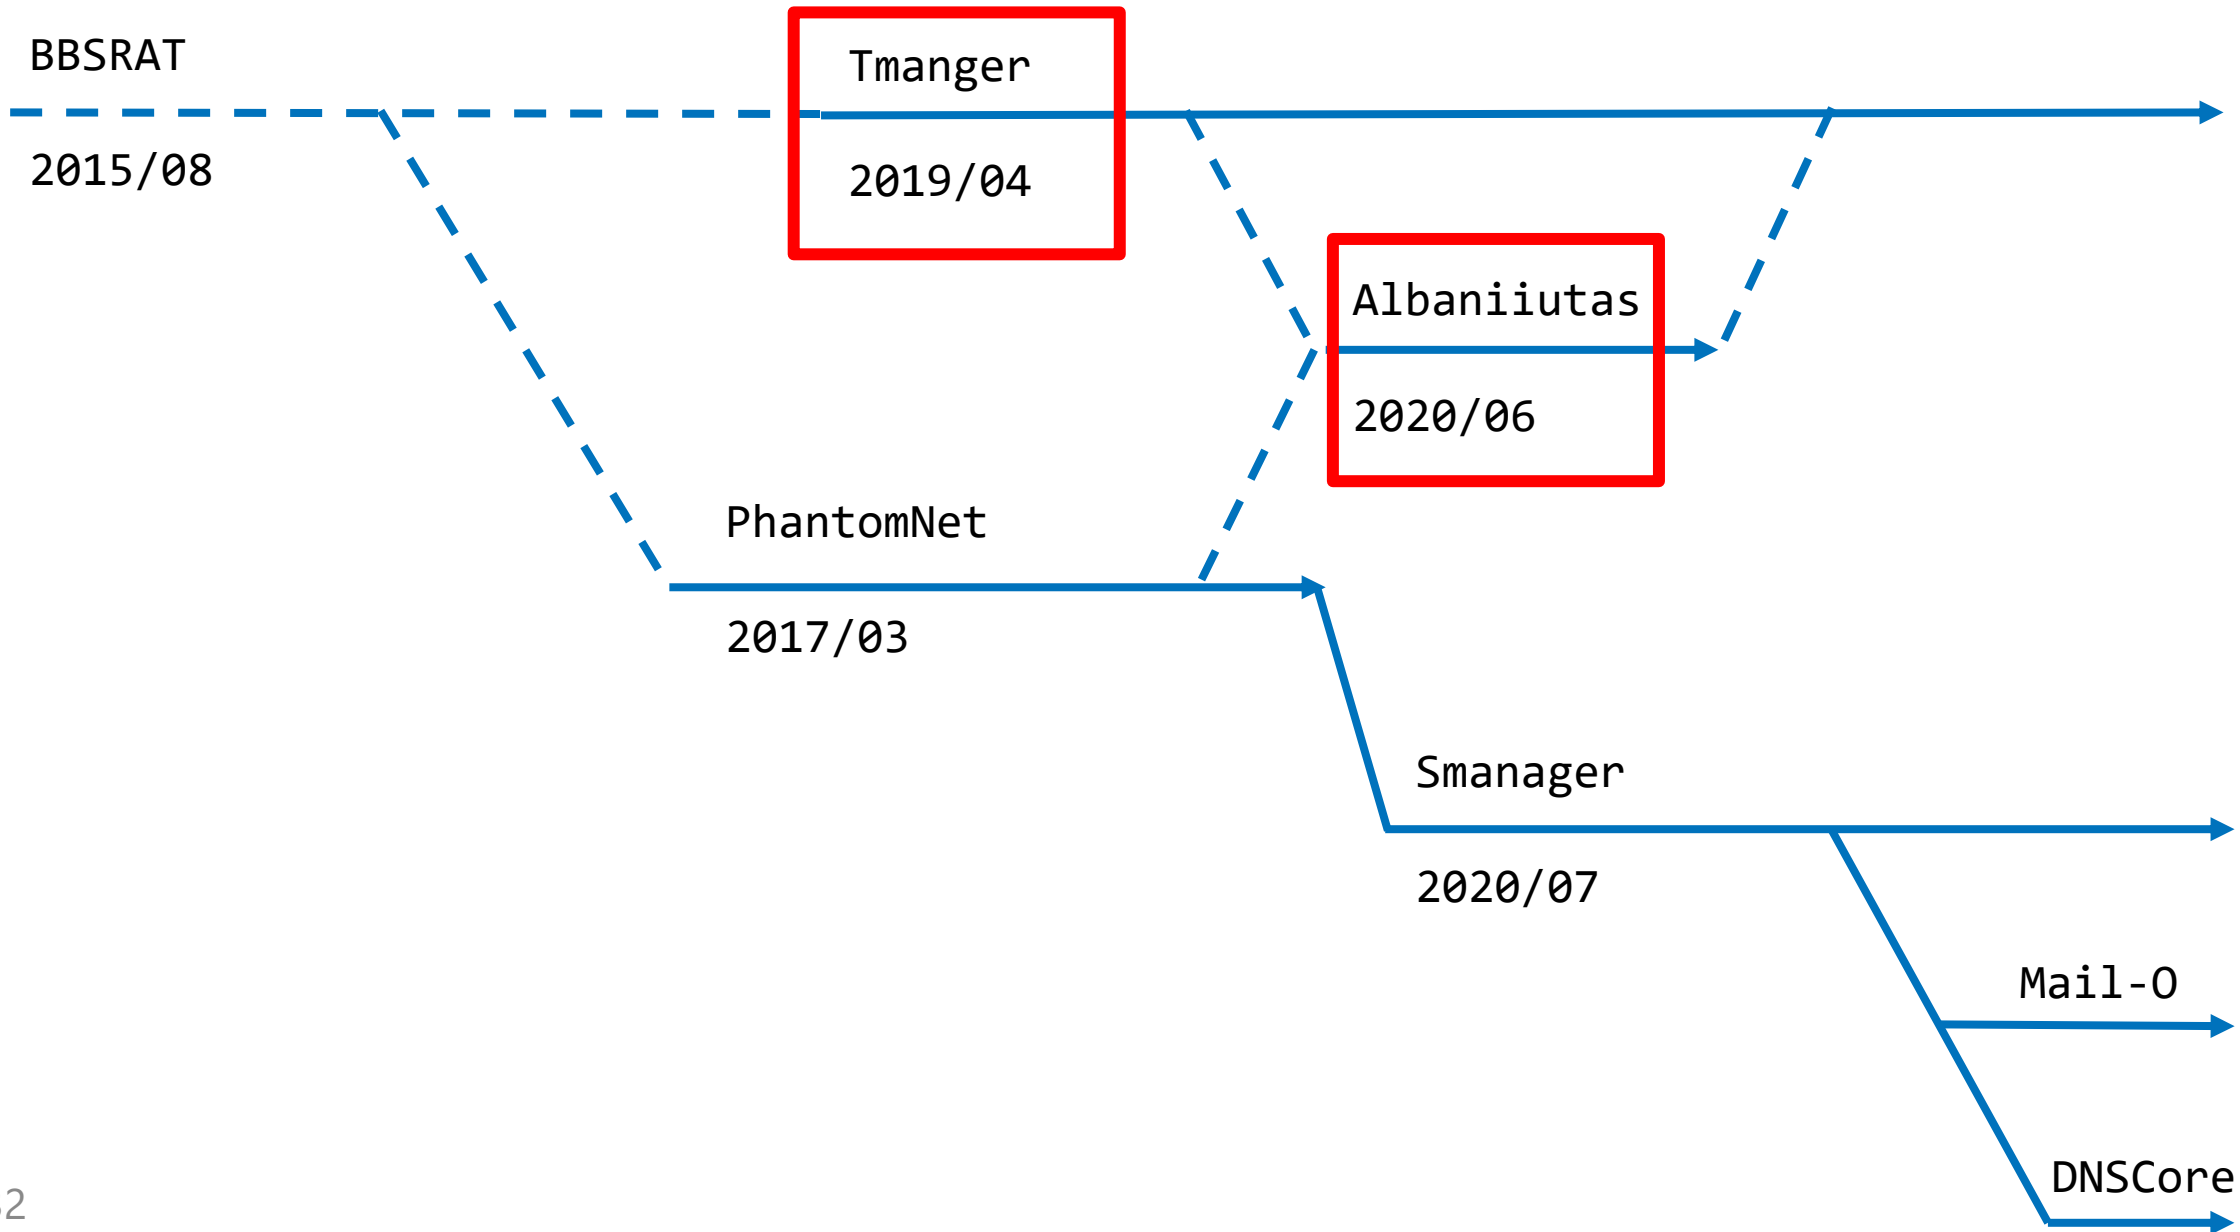 BBSRAT
2015/08
Tmanger
2019/04
Albaniiutas
2020/06
PhantomNet
2017/03
Smanager
2020/07
Mail-O
DNSCore